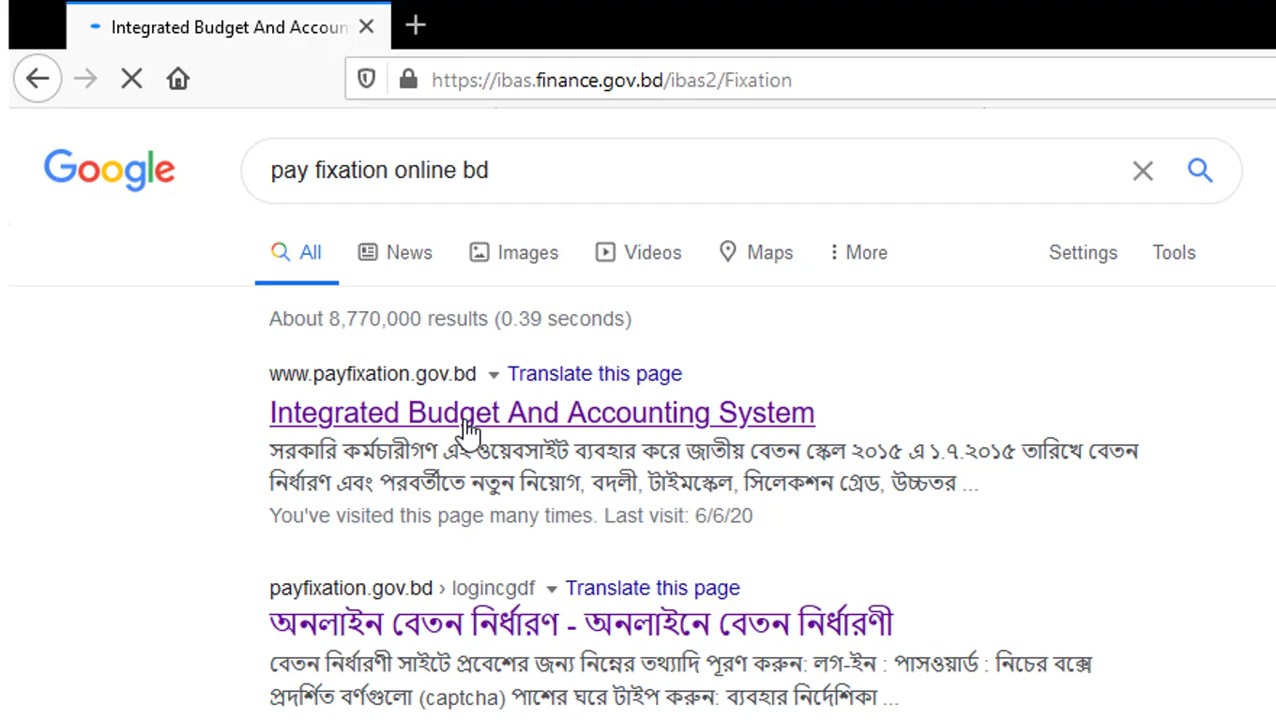 Integrated Budget And Accoun
https://ibas.finance.gov.bd/ibas2/Fixation
Google
pay fixation online bd
All News Images Videos Maps More Settings Tools
About 8,770,000 results (0.39 seconds)
www.payfixation.gov.bd Translate this page
Integrated Budget And Accounting System
সরকারি কর্মচারীগণ এই ওয়েবসাইট ব্যবহার করে জাতীয় বেতন স্কেল ২০১৫ এ ১.৭.২০১৫ তারিখে বেতন
নির্ধারণ এবং পরবর্তীতে নতুন নিয়োগ, বদলী, টাইমস্কেল, সিলেকশন গ্রেড, উচ্চতর ...
You've visited this page many times. Last visit: 6/6/20
payfixation.gov.bd › logincgdf Translate this page
অনলাইন বেতন নির্ধারণ - অনলাইনে বেতন নির্ধারণী
বেতন নির্ধারণী সাইটে প্রবেশের জন্য নিম্নের তথ্যাদি পূরণ করুন: লগ-ইন : পাসওয়ার্ড : নিচের বক্সে
প্রদর্শিত বর্ণগুলো (captcha) পাশের ঘরে টাইপ করুন: ব্যবহার নির্দেশিকা ...